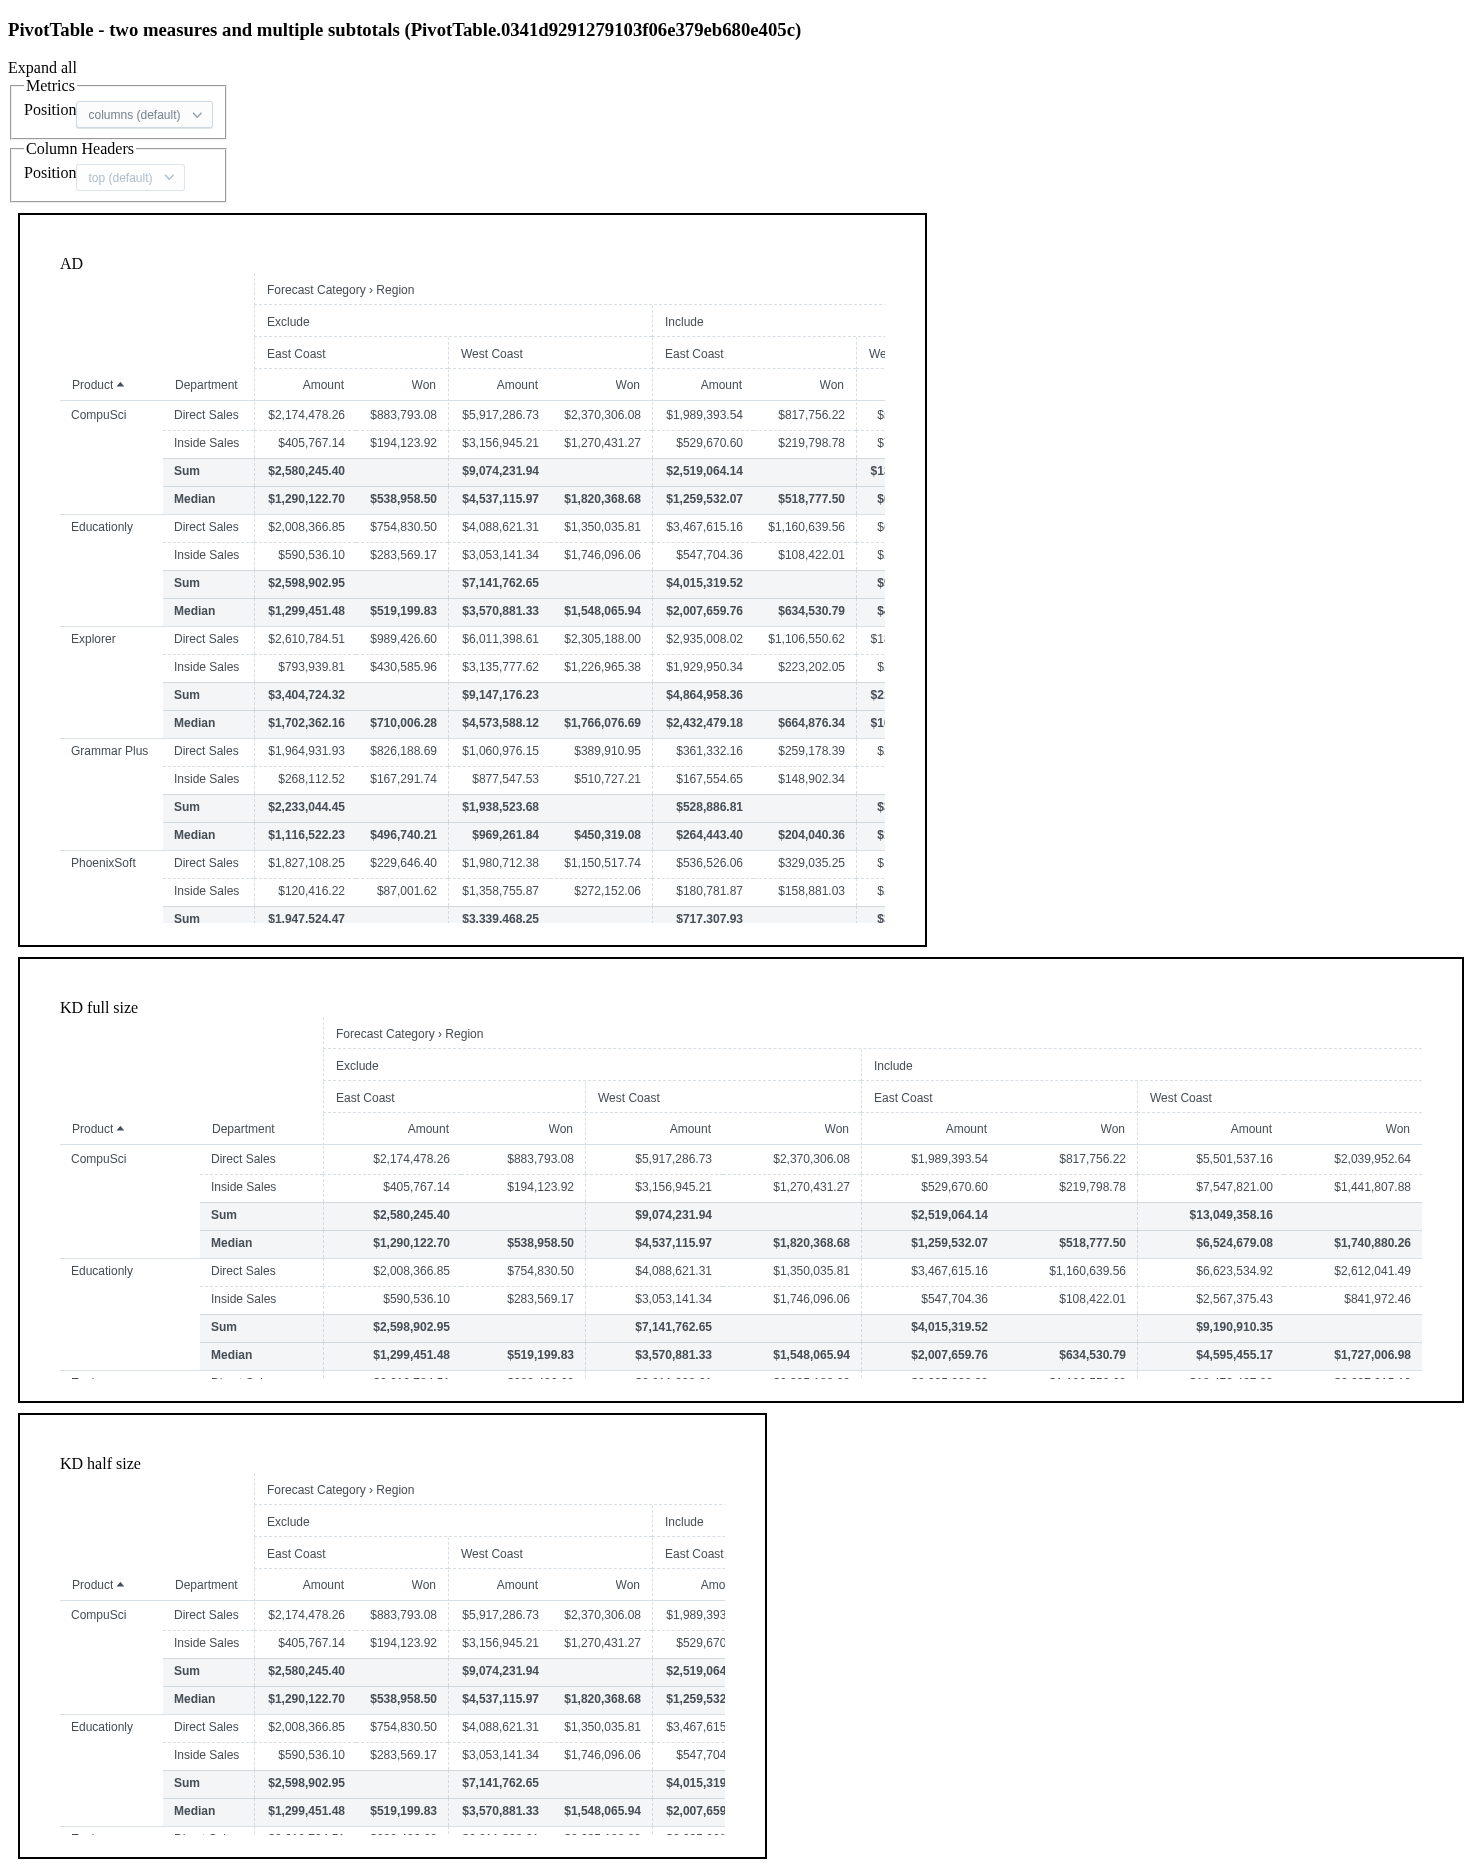 PivotTable - two measures and multiple subtotals (PivotTable.0341d9291279103f06e379eb680e405c)
Expand all
Metrics
Position columns (default)
Column Headers
Position top (default)
AD
Forecast Category › Region
Exclude Include
East Coast West Coast East Coast We
Product Department Amount Won Amount Won Amount Won
CompuSci Direct Sales $2,174,478.26 $883,793.08 $5,917,286.73 $2,370,306.08 $1,989,393.54 $817,756.22
Inside Sales $405,767.14 $194,123.92 $3,156,945.21 $1,270,431.27 $529,670.60 $219,798.78
Sum $2,580,245.40 $9,074,231.94 $2,519,064.14
Median $1,290,122.70 $538,958.50 $4,537,115.97 $1,820,368.68 $1,259,532.07 $518,777.50
Educationly Direct Sales $2,008,366.85 $754,830.50 $4,088,621.31 $1,350,035.81 $3,467,615.16 $1,160,639.56
Inside Sales $590,536.10 $283,569.17 $3,053,141.34 $1,746,096.06 $547,704.36 $108,422.01
Sum $2,598,902.95 $7,141,762.65 $4,015,319.52
Median $1,299,451.48 $519,199.83 $3,570,881.33 $1,548,065.94 $2,007,659.76 $634,530.79
Explorer Direct Sales $2,610,784.51 $989,426.60 $6,011,398.61 $2,305,188.00 $2,935,008.02 $1,106,550.62
Inside Sales $793,939.81 $430,585.96 $3,135,777.62 $1,226,965.38 $1,929,950.34 $223,202.05
Sum $3,404,724.32 $9,147,176.23 $4,864,958.36
Median $1,702,362.16 $710,006.28 $4,573,588.12 $1,766,076.69 $2,432,479.18 $664,876.34
Grammar Plus Direct Sales $1,964,931.93 $826,188.69 $1,060,976.15 $389,910.95 $361,332.16 $259,178.39
Inside Sales $268,112.52 $167,291.74 $877,547.53 $510,727.21 $167,554.65 $148,902.34
Sum $2,233,044.45 $1,938,523.68 $528,886.81
Median $1,116,522.23 $496,740.21 $969,261.84 $450,319.08 $264,443.40 $204,040.36
PhoenixSoft Direct Sales $1,827,108.25 $229,646.40 $1,980,712.38 $1,150,517.74 $536,526.06 $329,035.25
Inside Sales $120,416.22 $87,001.62 $1,358,755.87 $272,152.06 $180,781.87 $158,881.03
Sum $1,947,524.47 $3,339,468.25 $717,307.93
KD full size
Forecast Category › Region
Exclude Include
East Coast West Coast East Coast West Coast
Product Department Amount Won Amount Won Amount Won Amount Won
CompuSci Direct Sales $2,174,478.26 $883,793.08 $5,917,286.73 $2,370,306.08 $1,989,393.54 $817,756.22 $5,501,537.16 $2,039,952.64
Inside Sales $405,767.14 $194,123.92 $3,156,945.21 $1,270,431.27 $529,670.60 $219,798.78 $7,547,821.00 $1,441,807.88
Sum $2,580,245.40 $9,074,231.94 $2,519,064.14 $13,049,358.16
Median $1,290,122.70 $538,958.50 $4,537,115.97 $1,820,368.68 $1,259,532.07 $518,777.50 $6,524,679.08 $1,740,880.26
Educationly Direct Sales $2,008,366.85 $754,830.50 $4,088,621.31 $1,350,035.81 $3,467,615.16 $1,160,639.56 $6,623,534.92 $2,612,041.49
Inside Sales $590,536.10 $283,569.17 $3,053,141.34 $1,746,096.06 $547,704.36 $108,422.01 $2,567,375.43 $841,972.46
Sum $2,598,902.95 $7,141,762.65 $4,015,319.52 $9,190,910.35
Median $1,299,451.48 $519,199.83 $3,570,881.33 $1,548,065.94 $2,007,659.76 $634,530.79 $4,595,455.17 $1,727,006.98
KD half size
Forecast Category › Region
Exclude Include
East Coast West Coast East Coast
Product Department Amount Won Amount Won Amo
CompuSci Direct Sales $2,174,478.26 $883,793.08 $5,917,286.73 $2,370,306.08 $1,989,393
Inside Sales $405,767.14 $194,123.92 $3,156,945.21 $1,270,431.27 $529,670
Sum $2,580,245.40 $9,074,231.94 $2,519,064
Median $1,290,122.70 $538,958.50 $4,537,115.97 $1,820,368.68 $1,259,532
Educationly Direct Sales $2,008,366.85 $754,830.50 $4,088,621.31 $1,350,035.81 $3,467,615
Inside Sales $590,536.10 $283,569.17 $3,053,141.34 $1,746,096.06 $547,704
Sum $2,598,902.95 $7,141,762.65 $4,015,319
Median $1,299,451.48 $519,199.83 $3,570,881.33 $1,548,065.94 $2,007,659